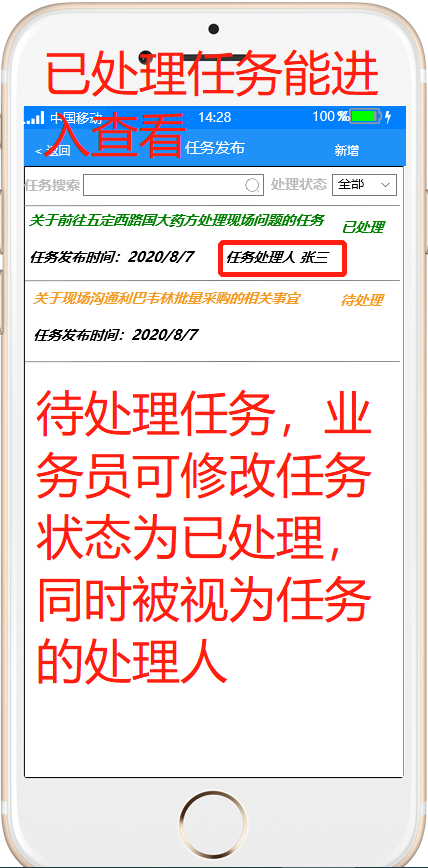 已处理任务能进
入查看
中国移动 14:28 100 %
< 返回 任务发布 新增
任务搜索 处理状态 全部
关于前往五定西路国大药方处理现场问题的任务 已处理
任务发布时间：2020/8/7 任务处理人 张三
关于现场沟通利巴韦林批量采购的相关事宜 待处理
任务发布时间：2020/8/7
待处理任务，业
务员可修改任务
状态为已处理，
同时被视为任务
的处理人